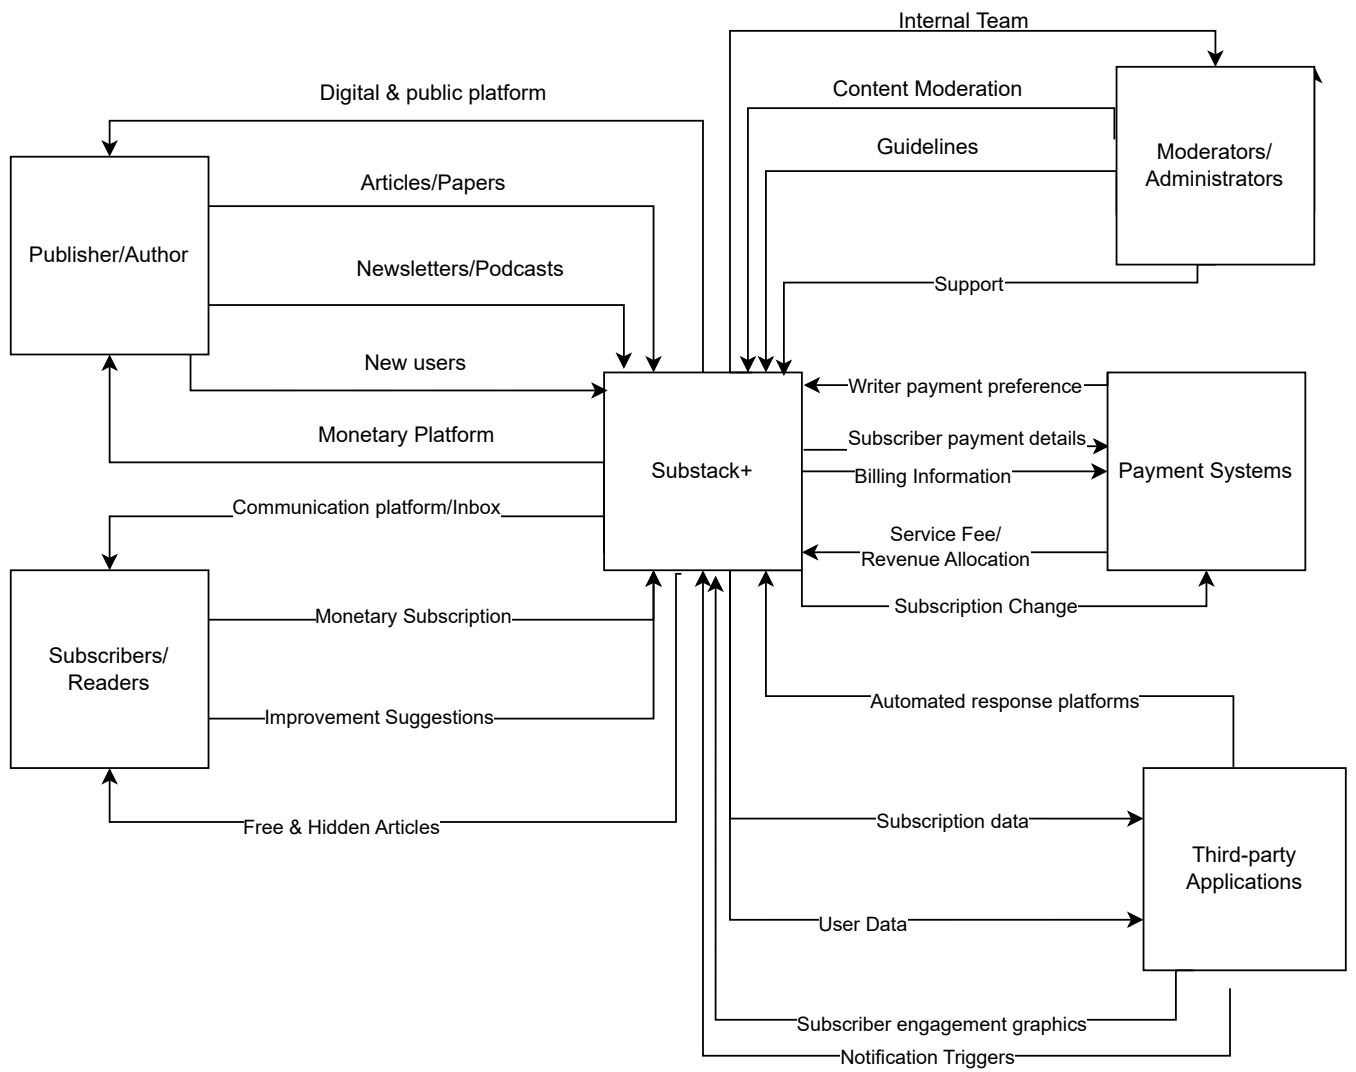 Internal Team
Digital & public platform
Content Moderation
Guidelines
Moderators/
Administrators
Articles/Papers
Publisher/Author
Newsletters/Podcasts
Support
New users
Writer payment preference
Monetary Platform
Subscriber payment details
Substack+
Billing Information
Payment Systems
Communication platform/Inbox
Service Fee/
Revenue Allocation
Monetary Subscription
Subscription Change
Subscribers/
Readers
Improvement Suggestions
Automated response platforms
Free & Hidden Articles
Subscription data
Third-party
Applications
User Data
Subscriber engagement graphics
Notification Triggers